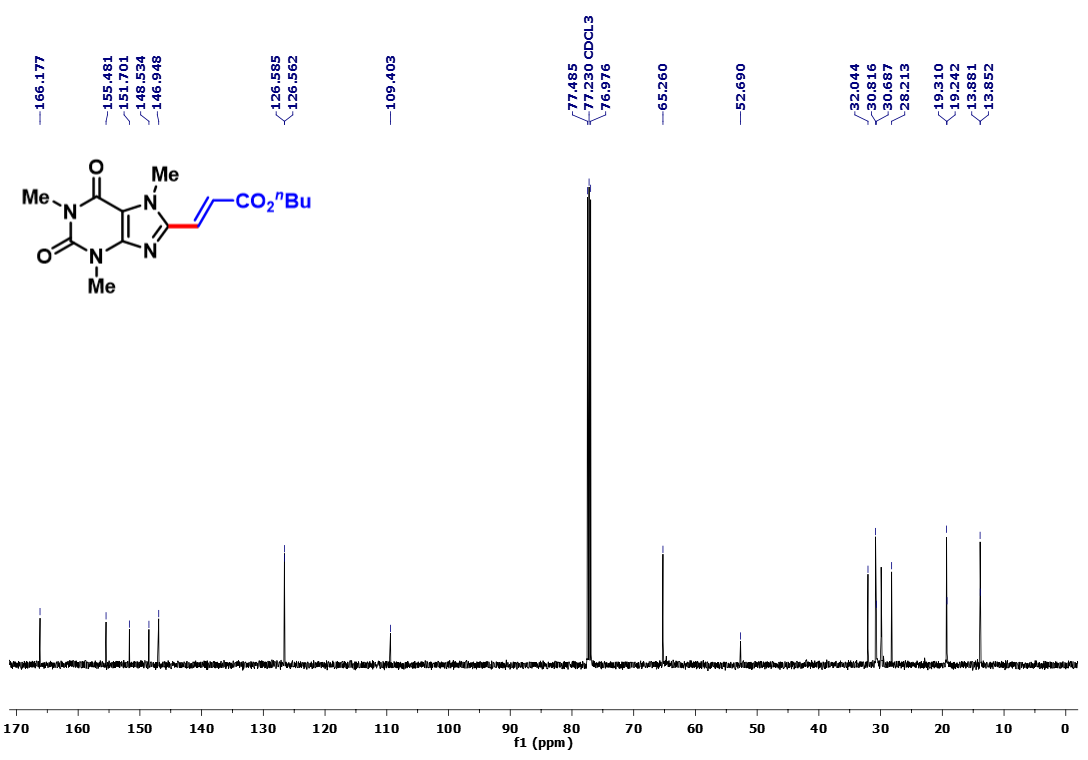 166.177
155.481
151.701
148.534
146.948
126.585
126.562
109.403
77.485
77.230 CDCL3
76.976
65.260
52.690
32.044
30.816
30.687
28.213
19.310
19.242
13.881
13.852
O
Me
Me
N
N
CO2nBu
O
N
N
Me
170 160 150 140 130 120 110 100 90 80 70 60 50 40 30 20 10 0
f1 (ppm)